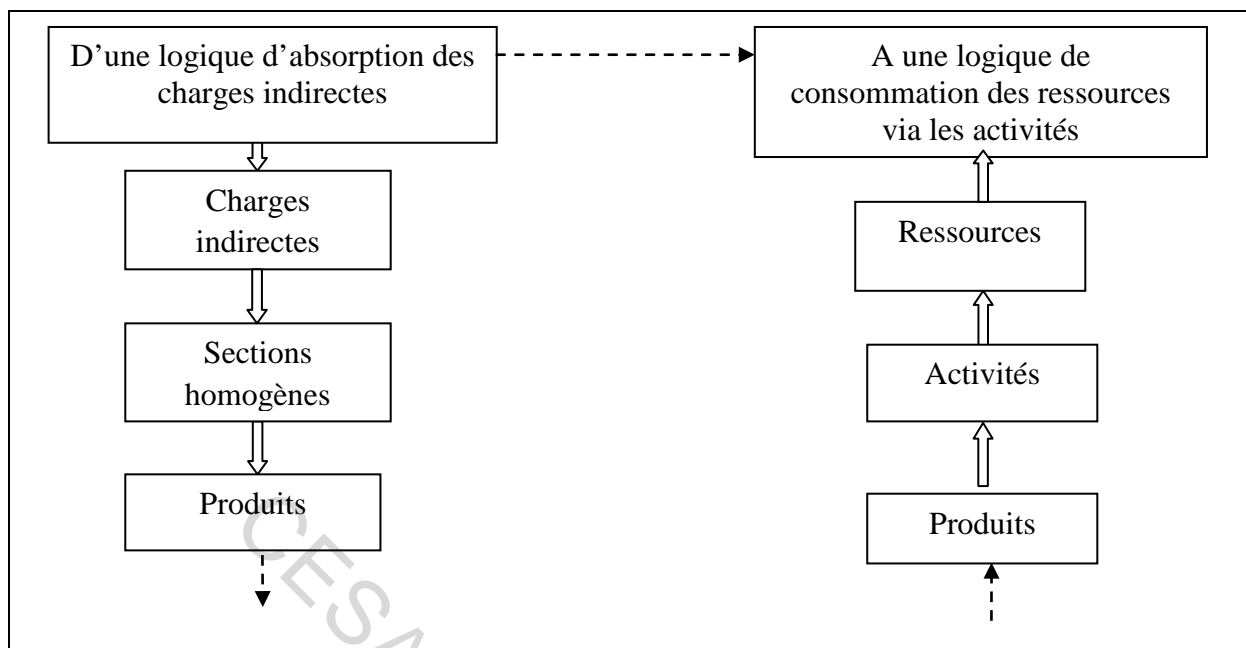 D’une logique d’absorption des
charges indirectes
A une logique de
consommation des ressources
via les activités
Charges
indirectes
Ressources
Sections
homogènes
Activités
Produits
Produits
CESA